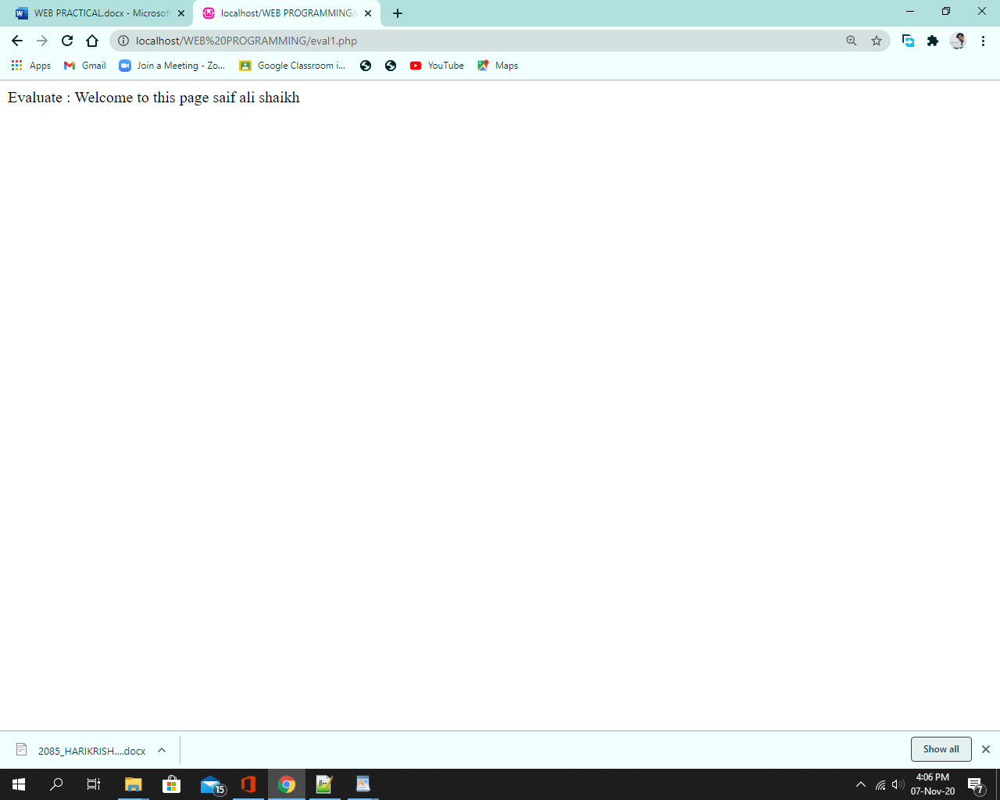 WEB PRACTICAL.docx - Microsof
localhost/WEB PROGRAMMING/
localhost/WEB%20PROGRAMMING/eval1.php
Apps
Gmail
Join a Meeting - Zo...
Google Classroom i...
YouTube
Maps
Evaluate : Welcome to this page saif ali shaikh
2085_HARIKRISH....docx
Show all
15
4:06 PM
07-Nov-20
7